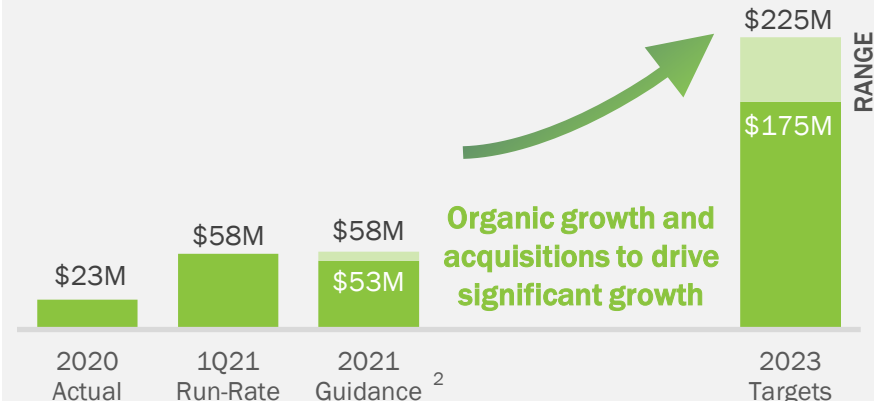 $225M
RANGE
$175M
$58M
$58M
$23M
$53M
Organic growth and
acquisitions to drive
significant growth
2020
Actual
1Q21
Run-Rate
2021
Guidance 2
2023
Targets